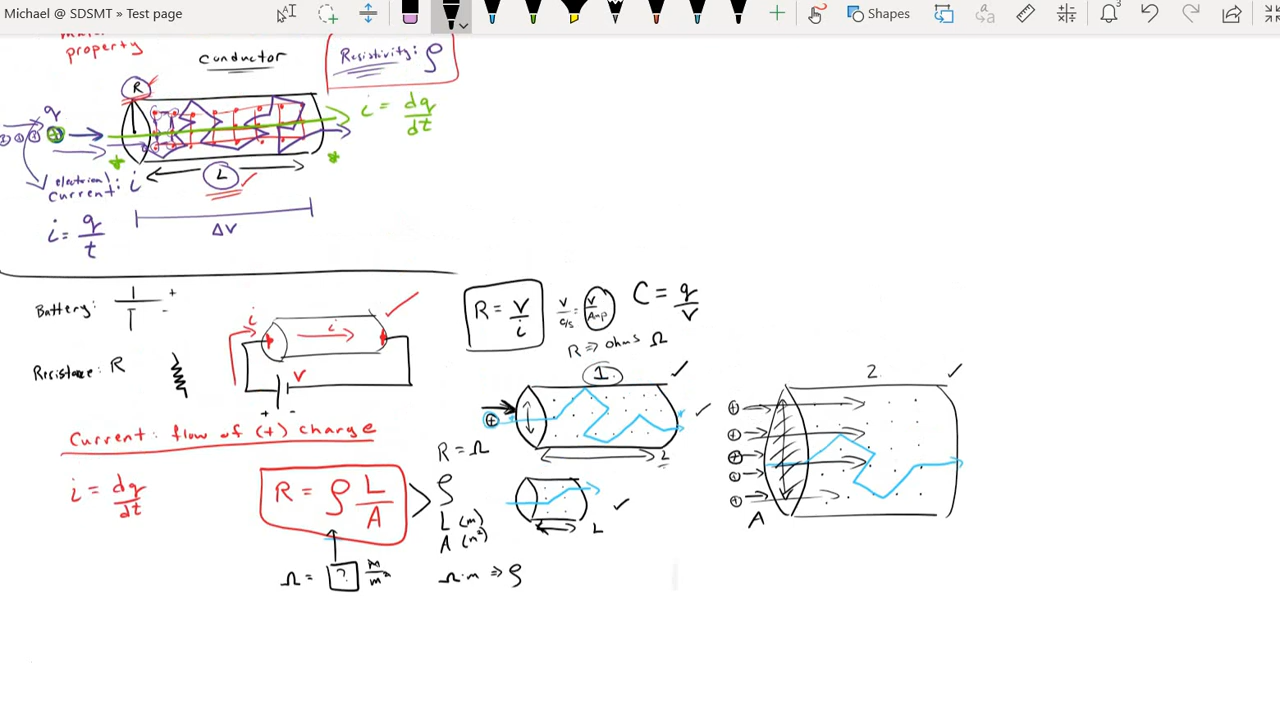 Michael @ SDSMT » Test page
Shapes
property
conductor
Resistivity: ρ
R
q
i = dq/dt
L
electrical current: i
i = q/t
ΔV
Battery: + -
Resistance: R
i
i
V
+ -
R = V/i
V/C/s = V/Amp
C = q/V
R => ohms Ω
1
2
L
R = Ω
Current: flow of (+) charge
i = dq/dt
R = ρ L/A
ρ
L (m)
A (m²)
L
A
Ω = ? m/m²
Ω·m => ρ